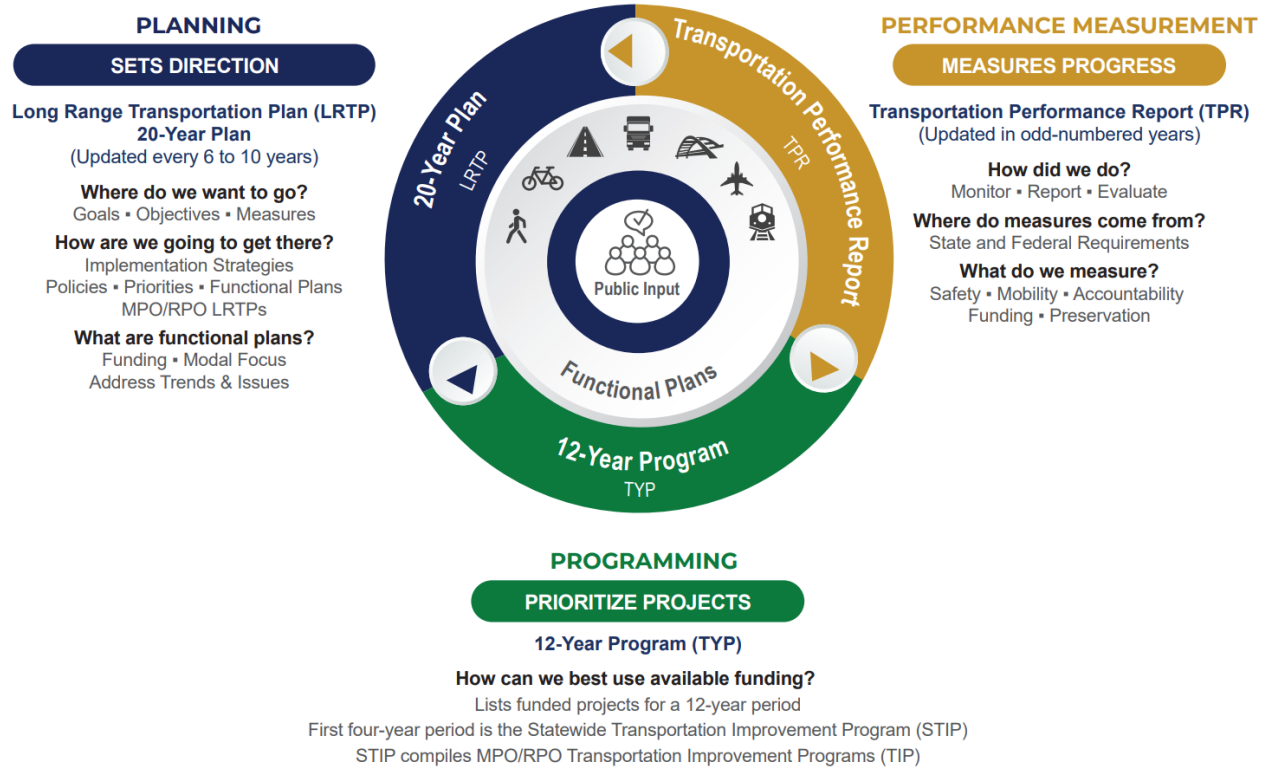 PLANNING
SETS DIRECTION
Long Range Transportation Plan (LRTP)
20-Year Plan
(Updated every 6 to 10 years)
Where do we want to go?
Goals ▪ Objectives ▪ Measures
How are we going to get there?
Implementation Strategies
Policies ▪ Priorities ▪ Functional Plans
MPO/RPO LRTPs
What are functional plans?
Funding ▪ Modal Focus
Address Trends & Issues
20-Year Plan
LRTP
Transportation Performance Report
TPR
Public Input
Functional Plans
12-Year Program
TYP
PERFORMANCE MEASUREMENT
MEASURES PROGRESS
Transportation Performance Report (TPR)
(Updated in odd-numbered years)
How did we do?
Monitor ▪ Report ▪ Evaluate
Where do measures come from?
State and Federal Requirements
What do we measure?
Safety ▪ Mobility ▪ Accountability
Funding ▪ Preservation
PROGRAMMING
PRIORITIZE PROJECTS
12-Year Program (TYP)
How can we best use available funding?
Lists funded projects for a 12-year period
First four-year period is the Statewide Transportation Improvement Program (STIP)
STIP compiles MPO/RPO Transportation Improvement Programs (TIP)